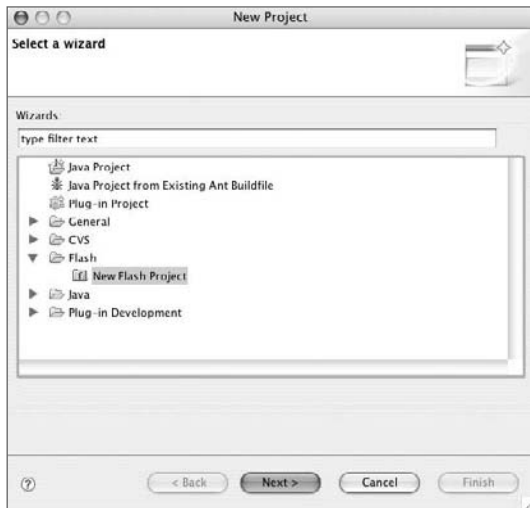 New Project
Select a wizard
Wizards:
type filter text
Java Project
Java Project from Existing Ant Buildfile
Plug-in Project
General
CVS
Flash
New Flash Project
Java
Plug-in Development
?
< Back
Next >
Cancel
Finish